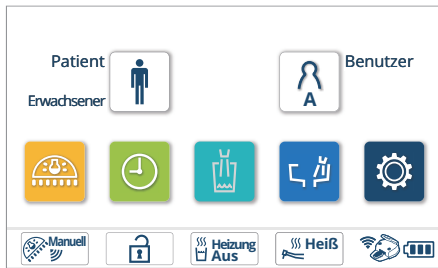 Patient
Benutzer
Erwachsener
A
Manuell
Heizung
Aus
Heiß